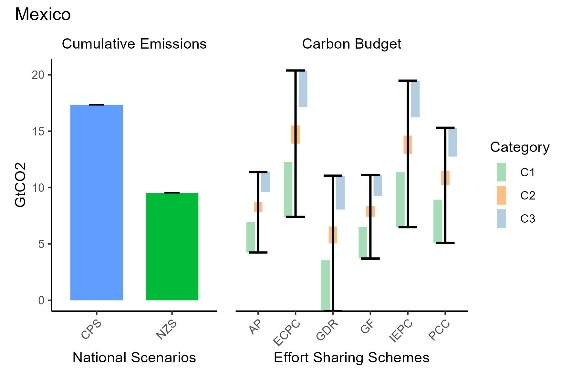 Mexico
Cumulative Emissions
Carbon Budget
GtCO2
20
15
10
5
0
CPS
NZS
AP
ECPC
GDR
GF
IEPC
PCC
National Scenarios
Effort Sharing Schemes
Category
C1
C2
C3